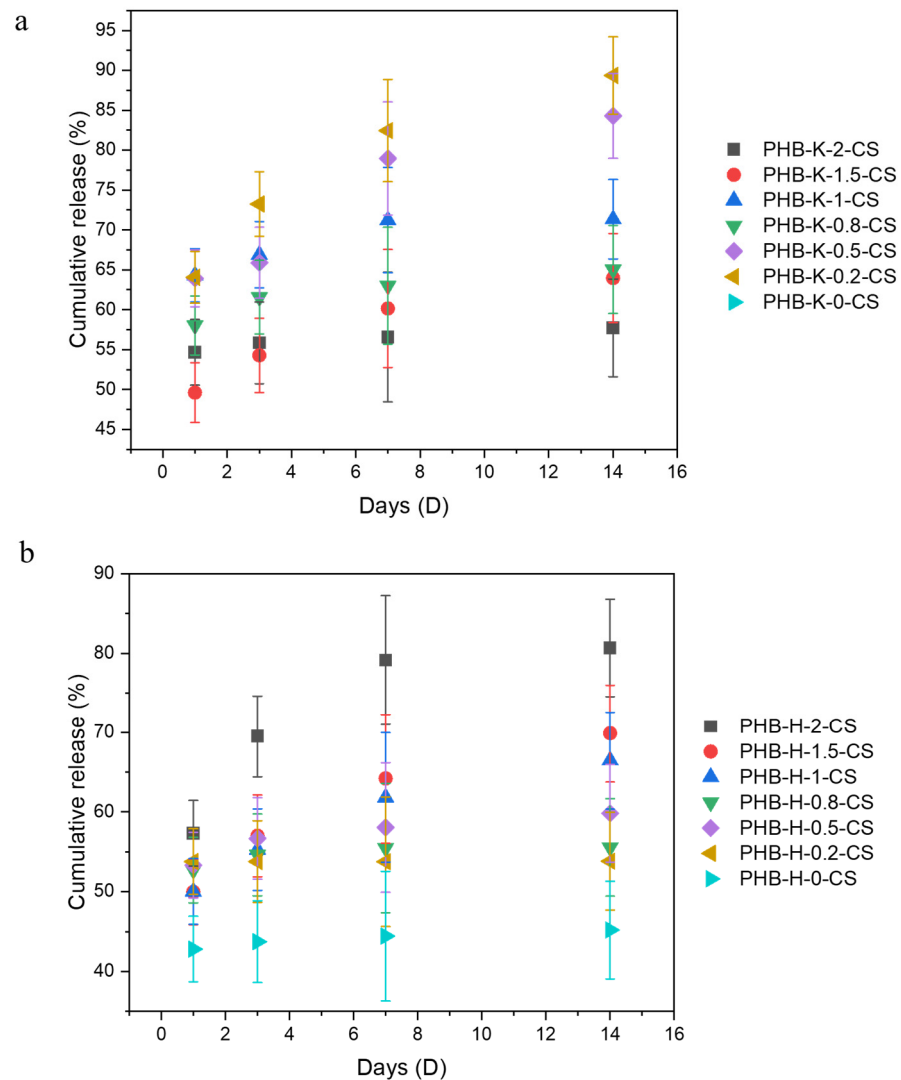 a
95
90
85
80
75
70
65
60
55
50
45
Cumulative release (%)
0 2 4 6 8 10 12 14 16
Days (D)
PHB-K-2-CS
PHB-K-1.5-CS
PHB-K-1-CS
PHB-K-0.8-CS
PHB-K-0.5-CS
PHB-K-0.2-CS
PHB-K-0-CS
b
90
80
70
60
50
40
Cumulative release (%)
0 2 4 6 8 10 12 14 16
Days (D)
PHB-H-2-CS
PHB-H-1.5-CS
PHB-H-1-CS
PHB-H-0.8-CS
PHB-H-0.5-CS
PHB-H-0.2-CS
PHB-H-0-CS